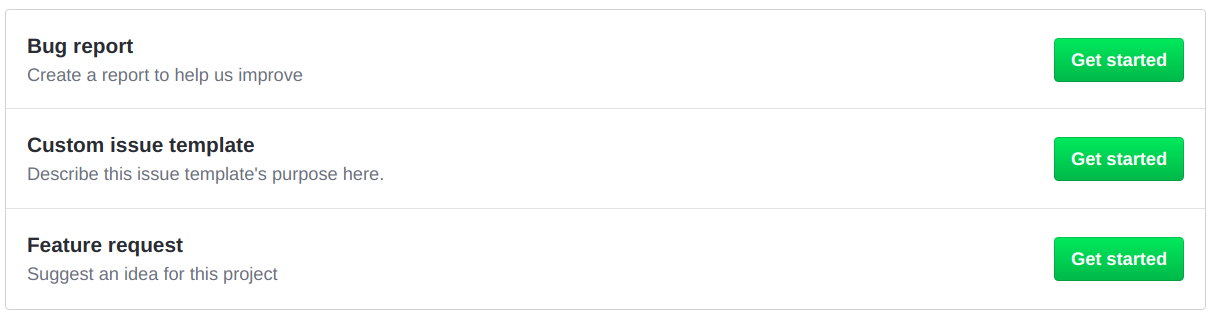 Bug report
Create a report to help us improve
Get started
Custom issue template
Describe this issue template's purpose here.
Get started
Feature request
Suggest an idea for this project
Get started